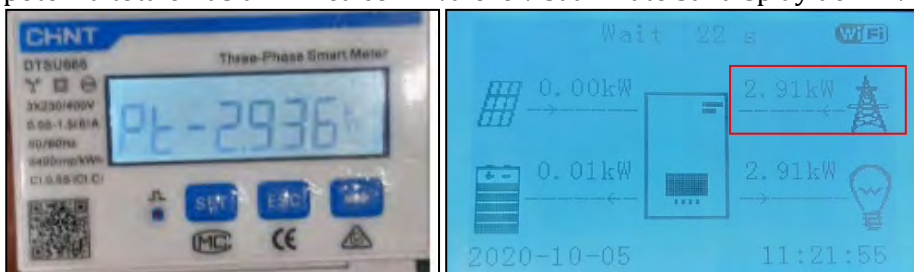 CHNT
DTSU666
Three-Phase Smart Meter
3X230/400V
50/60Hz
Pt-2.936
SET
ESC
MC CE
Wait 22 s
WiFi
0.00kW
2.91kW
0.01kW
2.91kW
2020-10-05
11:21:55